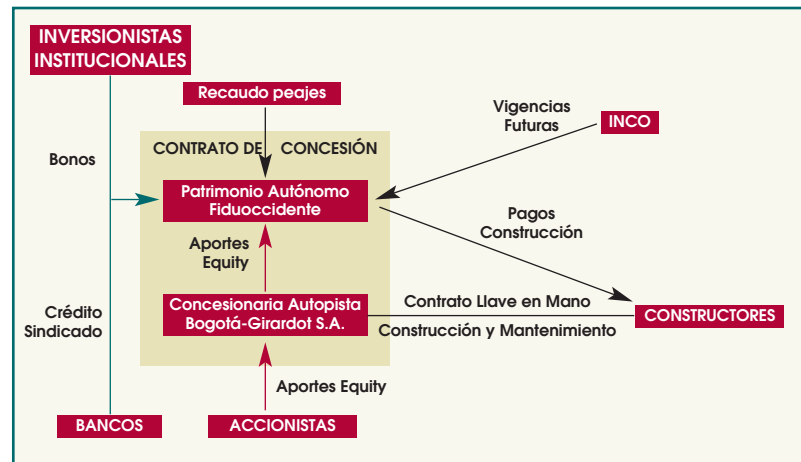 INVERSIONISTAS
INSTITUCIONALES
Recaudo peajes
Vigencias
Futuras
INCO
CONTRATO DE CONCESIÓN
Bonos
Patrimonio Autónomo
Fiduoccidente
Pagos
Construcción
Aportes
Equity
Crédito
Sindicado
Concesionaria Autopista
Bogotá-Girardot S.A.
Contrato Llave en Mano
Construcción y Mantenimiento
CONSTRUCTORES
Aportes Equity
BANCOS
ACCIONISTAS